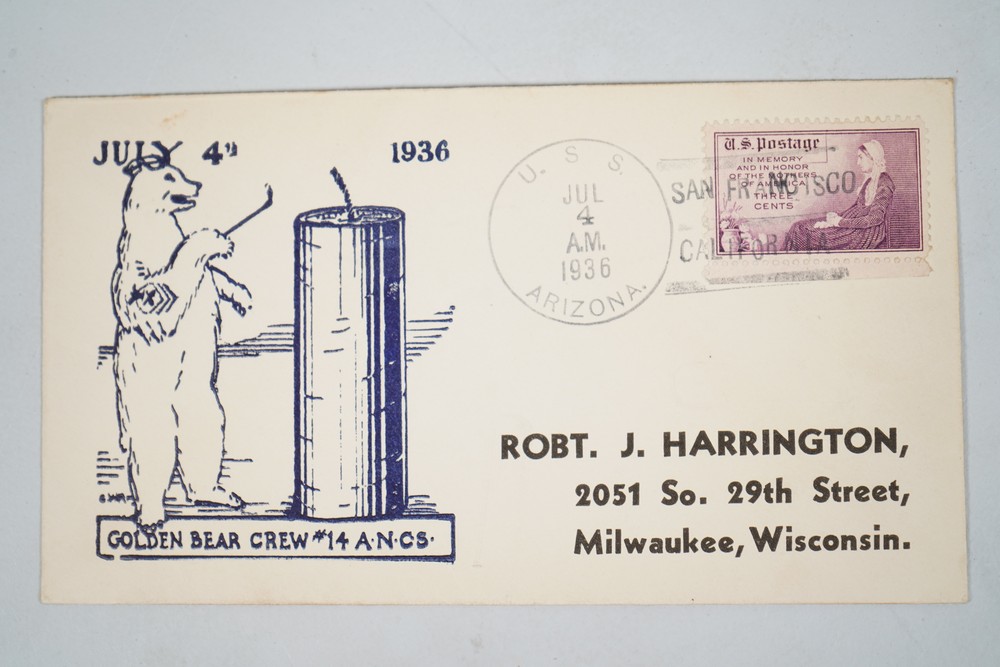 JULY 4th 1936
GOLDEN BEAR CREW #14 A·N·CS·
U. S. S.
JUL
4
A.M.
1936
ARIZONA.
SAN FRANCISCO
CALIFORNIA
U.S. Postage
IN MEMORY
AND IN HONOR
OF THE MOTHERS
OF AMERICA
THREE
CENTS
ROBT. J. HARRINGTON,
2051 So. 29th Street,
Milwaukee, Wisconsin.